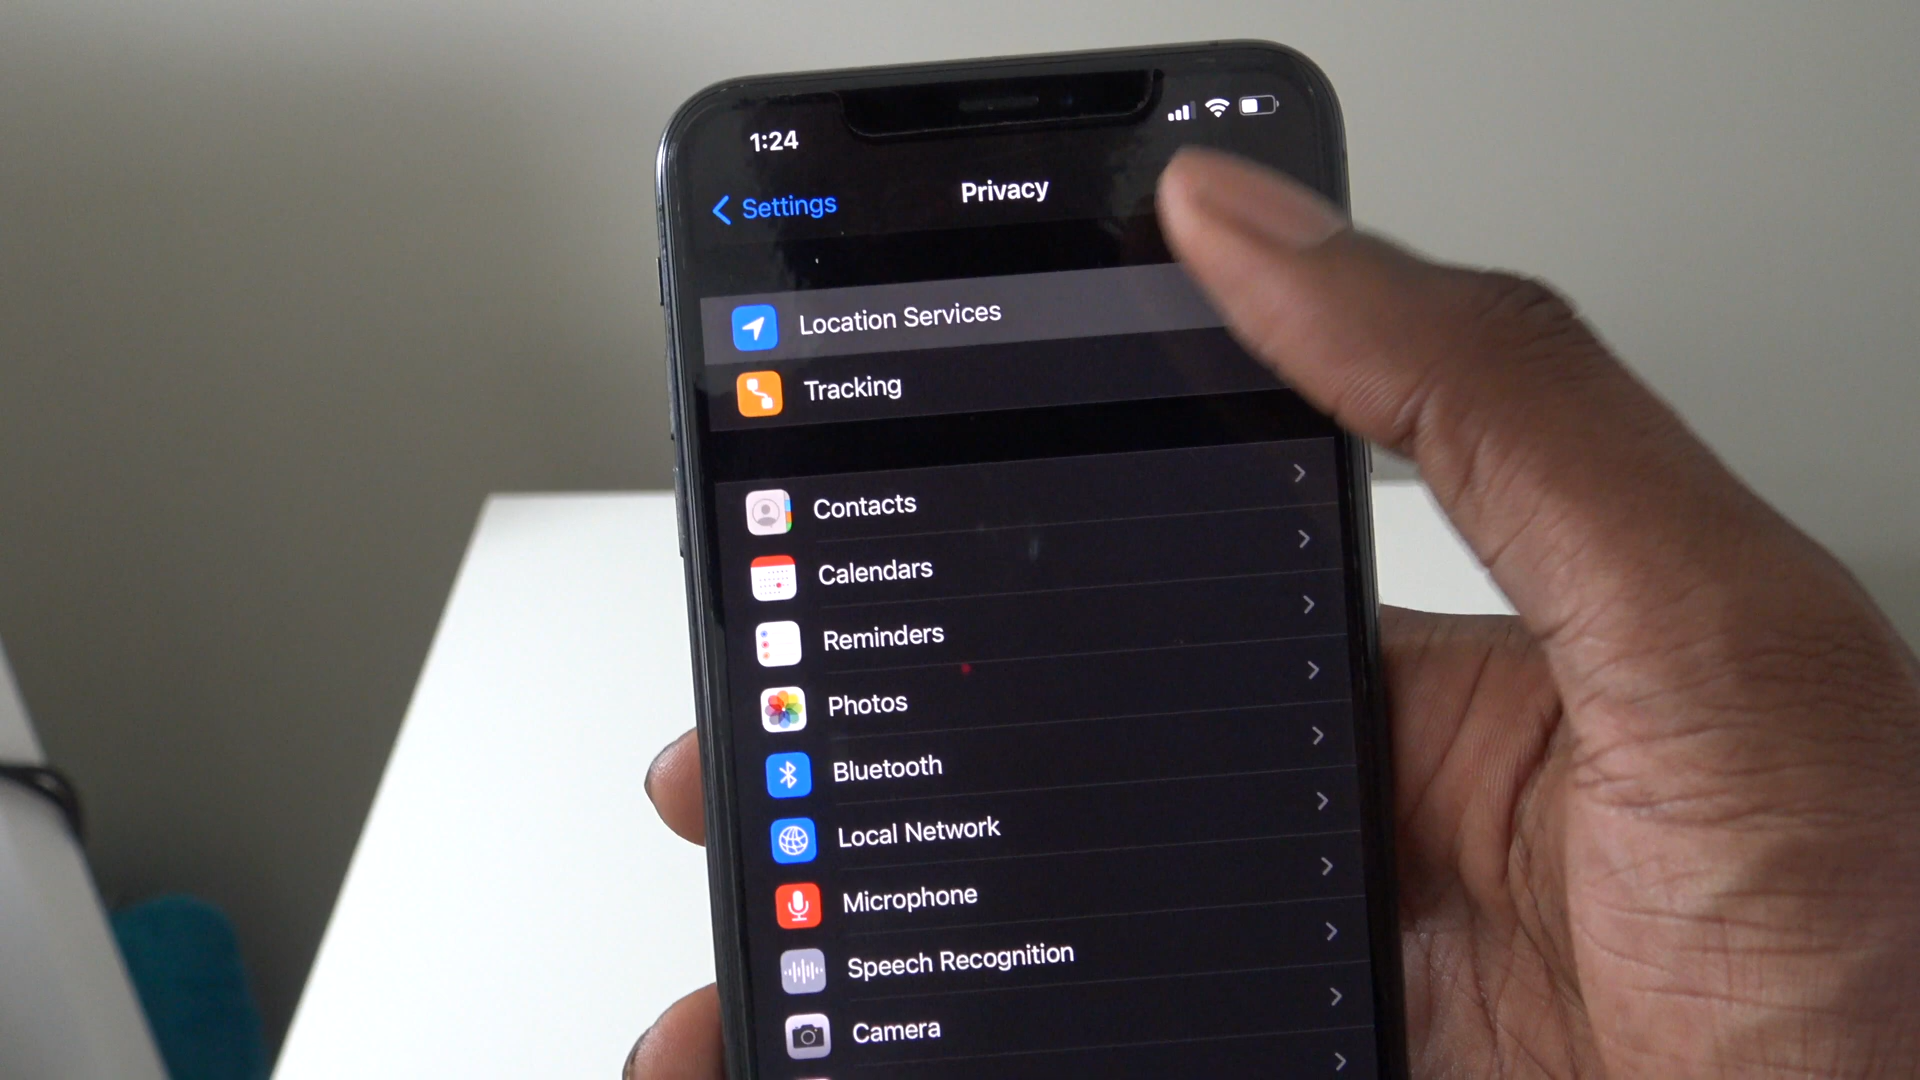 1:24
Settings
Privacy
Location Services
Tracking
Contacts
Calendars
Reminders
Photos
Bluetooth
Local Network
Microphone
Speech Recognition
Camera